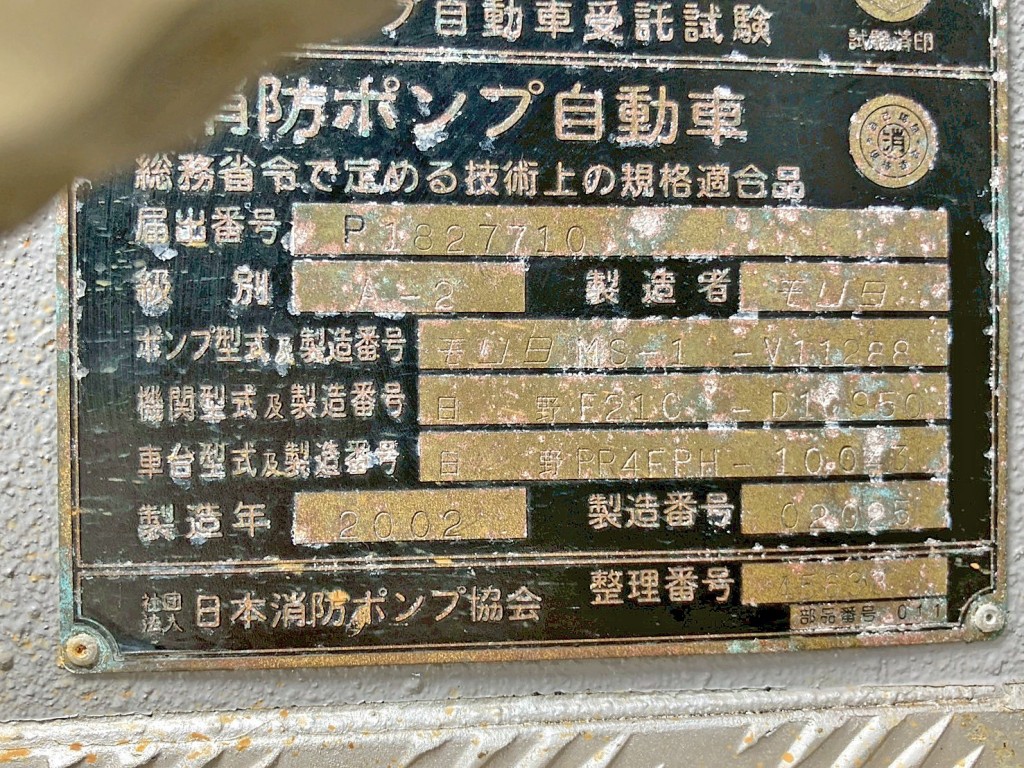 自動車受託試験
試験済印
消防ポンプ自動車
消
総務省令で定める技術上の規格適合品
届出番号 P1827710
級別 A-2 製造者 モリタ
ポンプ型式及製造番号 モリタ MS-1 -V11288
機関型式及製造番号 日野
車台型式及製造番号 日野
製造年 2002 製造番号 02025
整理番号
社団法人 日本消防ポンプ協会
部品番号 011